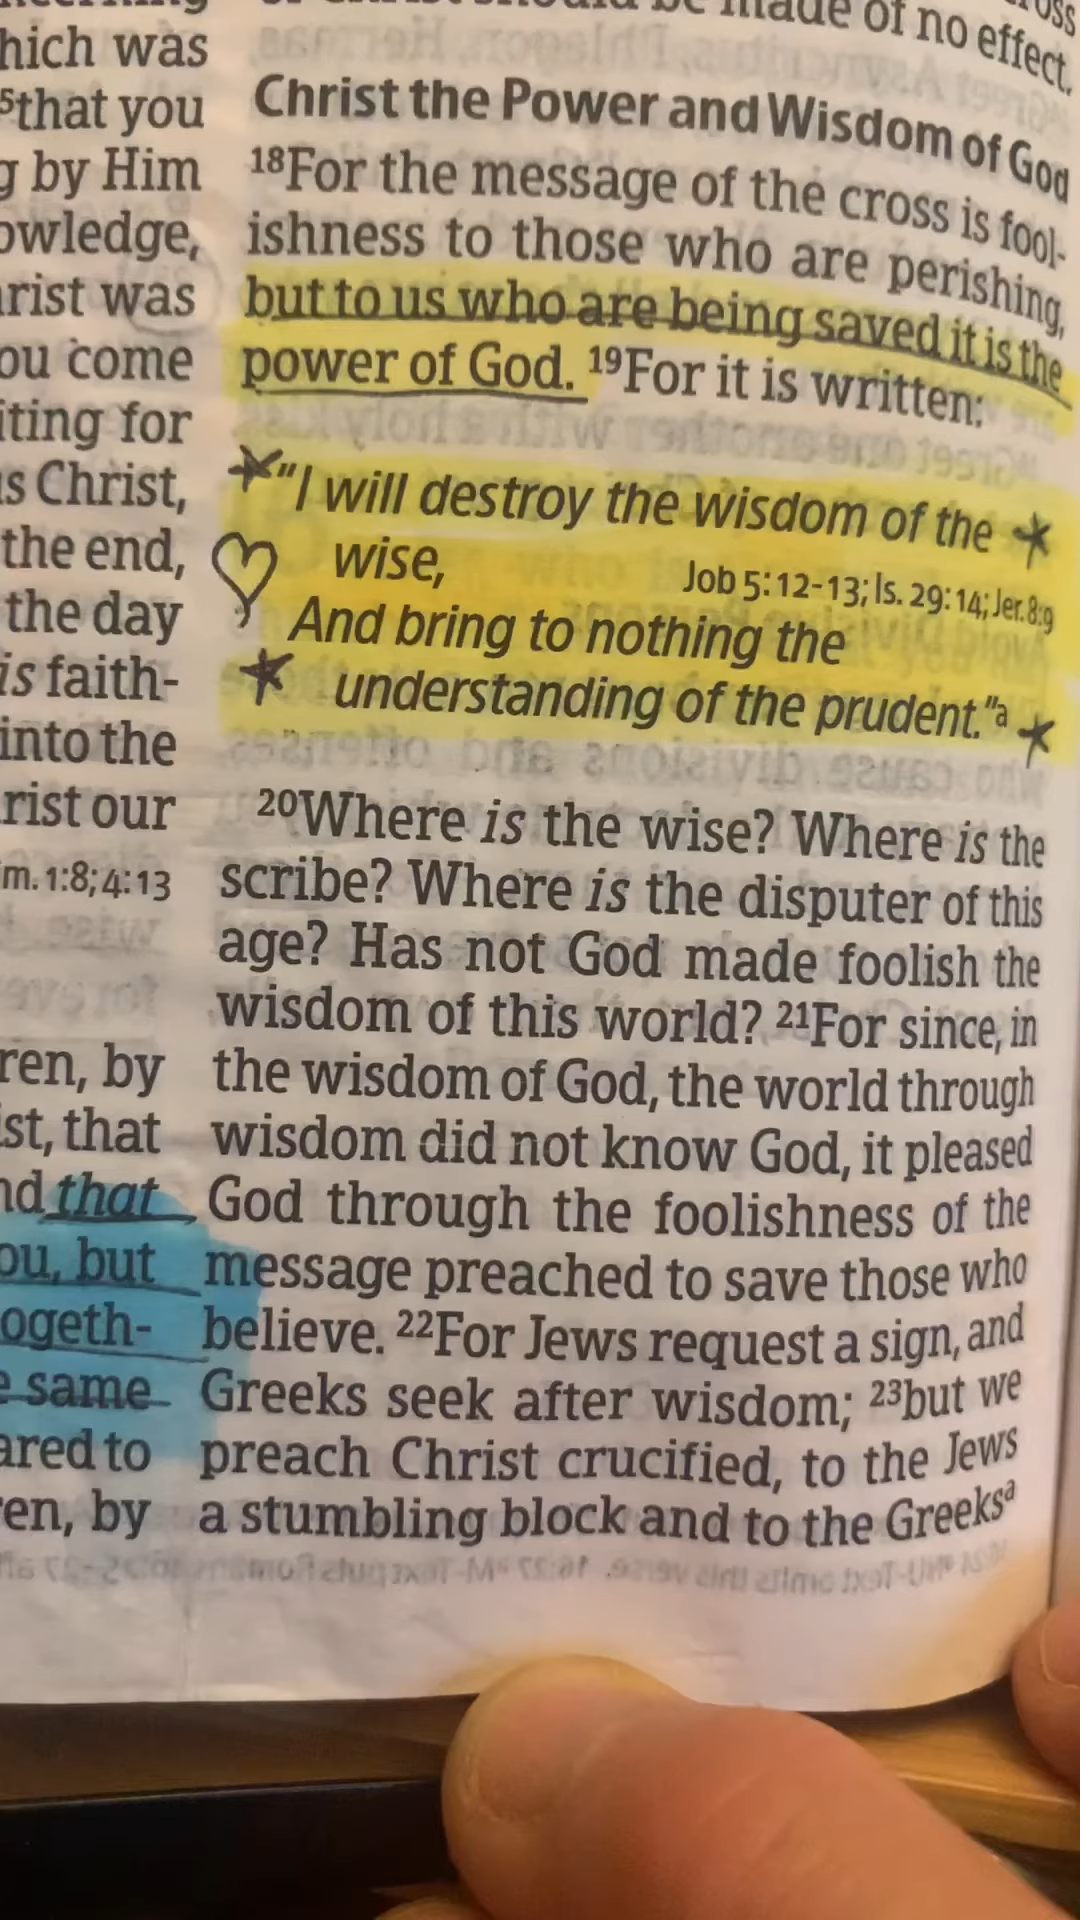 hich was
⁵that you
g by Him
owledge,
rist was
ou come
iting for
s Christ,
the end,
the day
is faith-
into the
rist our
m. 1:8; 4:13
ren, by
st, that
nd that
ou, but
ogeth-
e same
ared to
ren, by
be made of no effect.
Christ the Power and Wisdom of God
¹⁸For the message of the cross is fool-
ishness to those who are perishing,
but to us who are being saved it is the
power of God. ¹⁹For it is written:
"I will destroy the wisdom of the
wise,
Job 5:12-13; Is. 29:14; Jer. 8:9
And bring to nothing the
understanding of the prudent."a
²⁰Where is the wise? Where is the
scribe? Where is the disputer of this
age? Has not God made foolish the
wisdom of this world? ²¹For since, in
the wisdom of God, the world through
wisdom did not know God, it pleased
God through the foolishness of the
message preached to save those who
believe. ²²For Jews request a sign, and
Greeks seek after wisdom; ²³but we
preach Christ crucified, to the Jews
a stumbling block and to the Greeksa